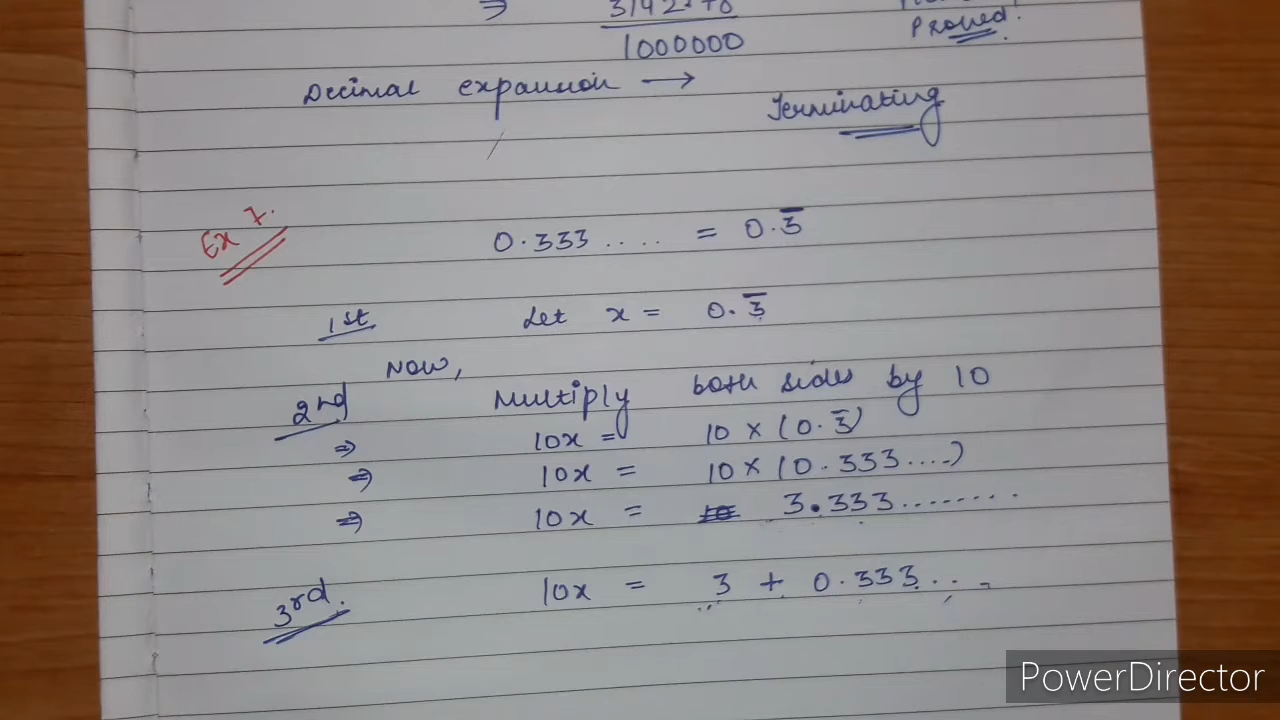 ⇒
1000000
Proved.
Decimal expansion → Terminating
Ex 7.
0.333.... = 0.3̅
1st Let x = 0.3̅
Now,
2nd Multiply both sides by 10
⇒ 10x = 10 × (0.3̅)
⇒ 10x = 10 × (0.333....)
⇒ 10x = 3.333........
3rd. 10x = 3 + 0.333...
PowerDirector